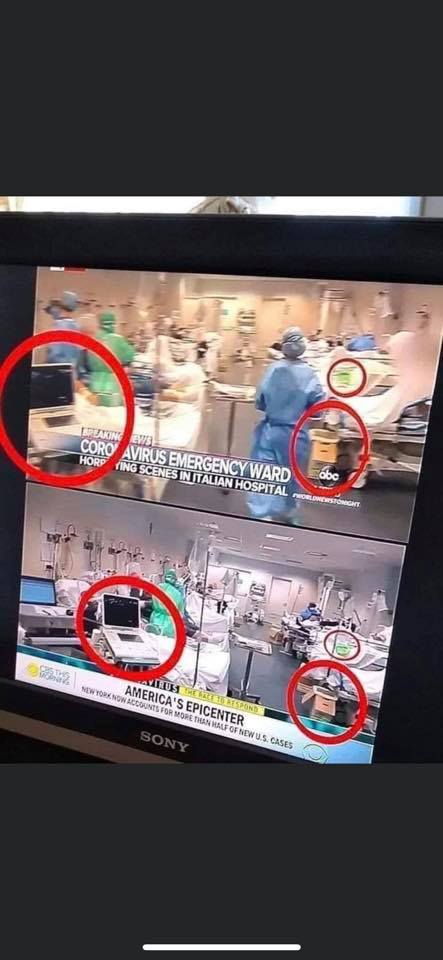 BREAKING NEWS
CORONAVIRUS EMERGENCY WARD
HORRIFYING SCENES IN ITALIAN HOSPITAL
abc
#WORLDNEWSTONIGHT
CBS THIS
MORNING
VIRUS THE RACE TO RESPOND
AMERICA'S EPICENTER
NEW YORK NOW ACCOUNTS FOR MORE THAN HALF OF NEW U.S. CASES
SONY